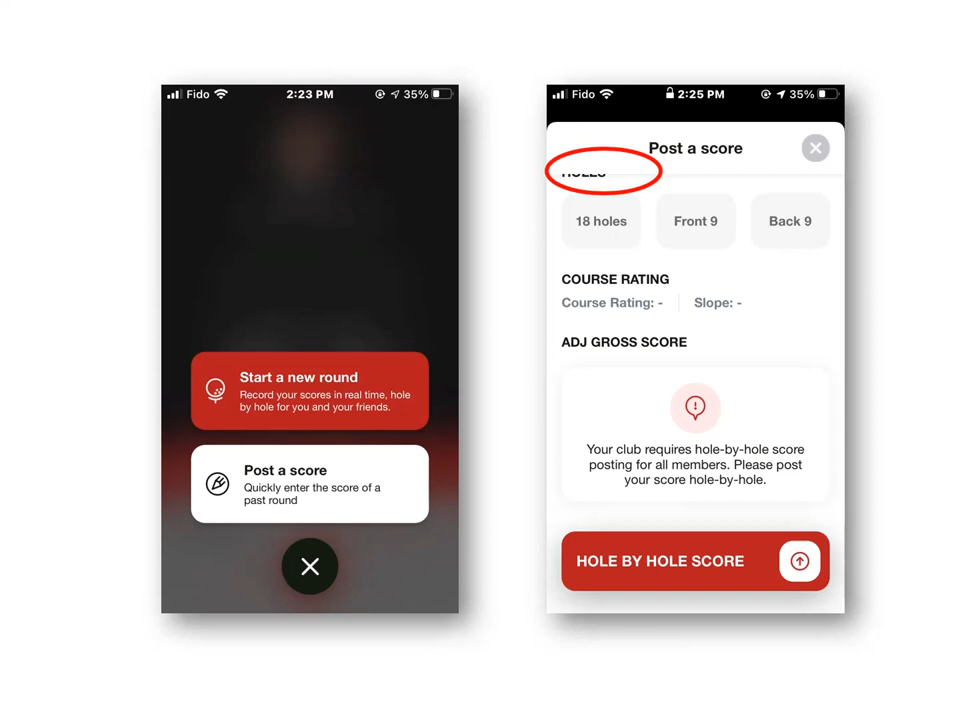 Fido 2:23 PM 35%
Start a new round
Record your scores in real time, hole
by hole for you and your friends.
Post a score
Quickly enter the score of a
past round
Fido 2:25 PM 35%
Post a score
HOLES
18 holes Front 9 Back 9
COURSE RATING
Course Rating: - Slope: -
ADJ GROSS SCORE
Your club requires hole-by-hole score
posting for all members. Please post
your score hole-by-hole.
HOLE BY HOLE SCORE